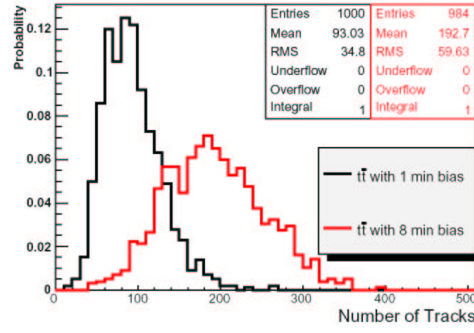 Probability
0.12
0.1
0.08
0.06
0.04
0.02
0
0
100
200
300
400
500
Number of Tracks
Entries 1000
Mean 93.03
RMS 34.8
Underflow 0
Overflow 0
Integral 1
Entries 984
Mean 192.7
RMS 59.63
Underflow 0
Overflow 0
Integral 1
tt̄ with 1 min bias
tt̄ with 8 min bias